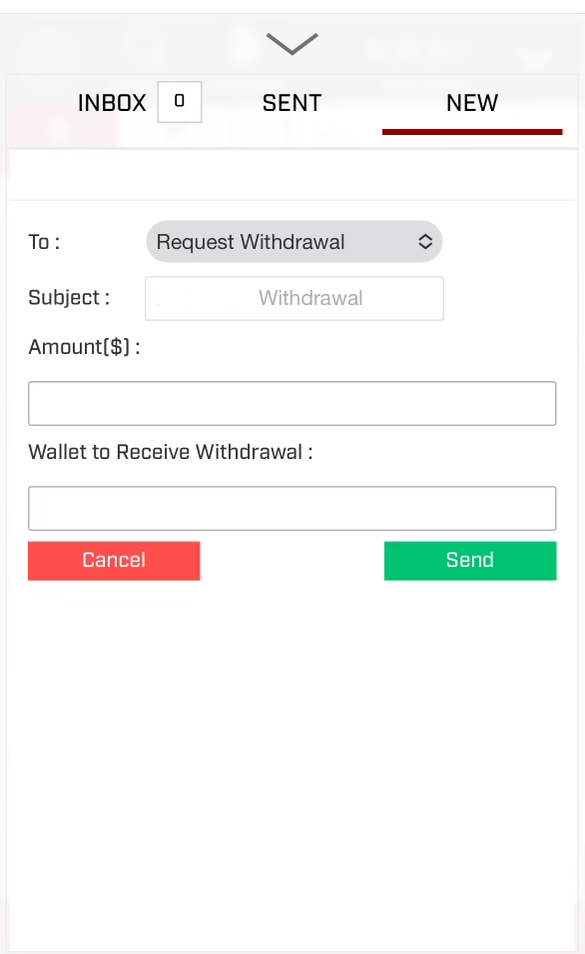 INBOX 0 SENT NEW
To : Request Withdrawal
Subject : Withdrawal
Amount($) :
Wallet to Receive Withdrawal :
Cancel Send